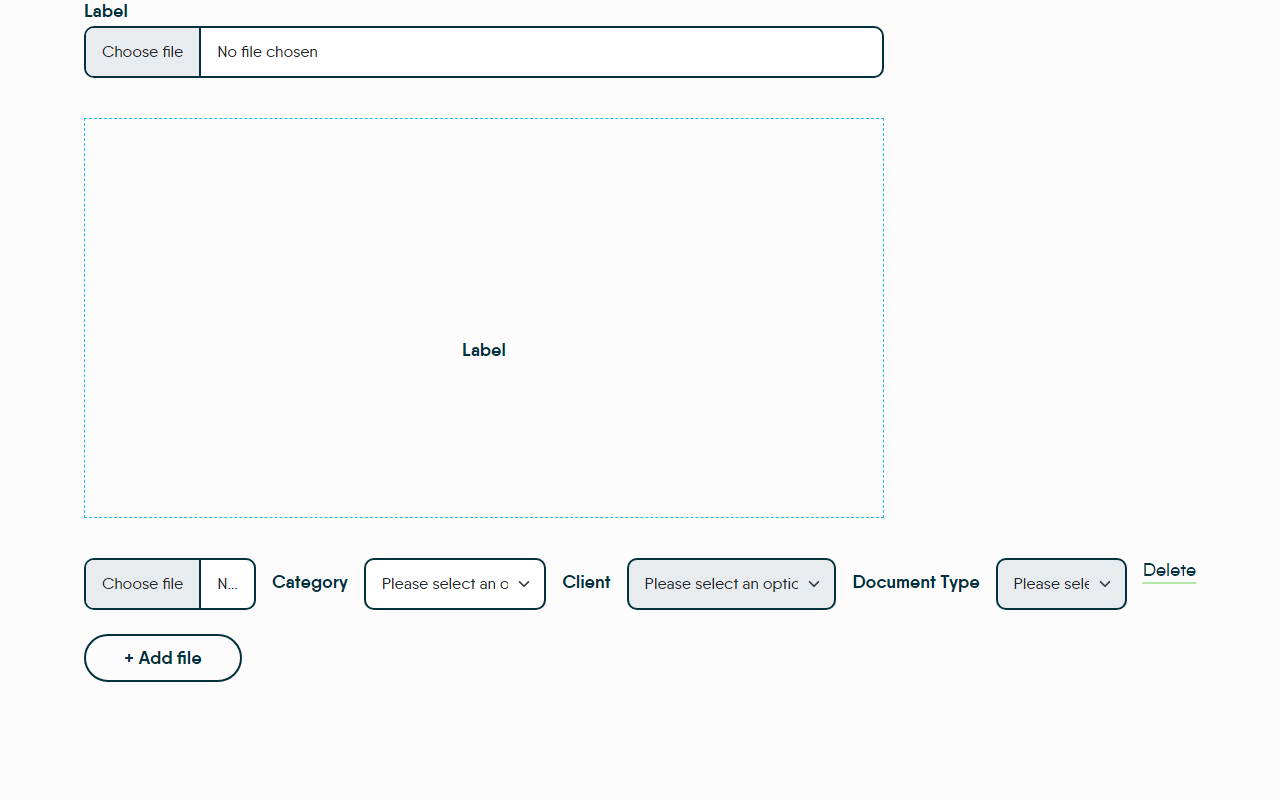 Label
Choose file No file chosen
Label
Choose file N... Category Please select an o Client Please select an optic Document Type Please sele Delete
+ Add file